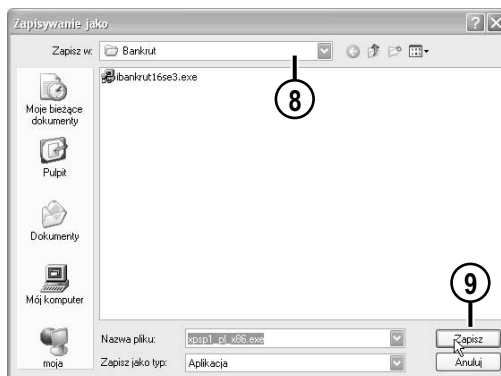 Zapisywanie jako
Zapisz w: Bankrut
ibankrut16se3.exe
8
Moje bieżące
dokumenty
Pulpit
Dokumenty
Mój komputer
9
moja
Nazwa pliku: xpsp1_pl_x86.exe Zapisz
Zapisz jako typ: Aplikacja Anuluj